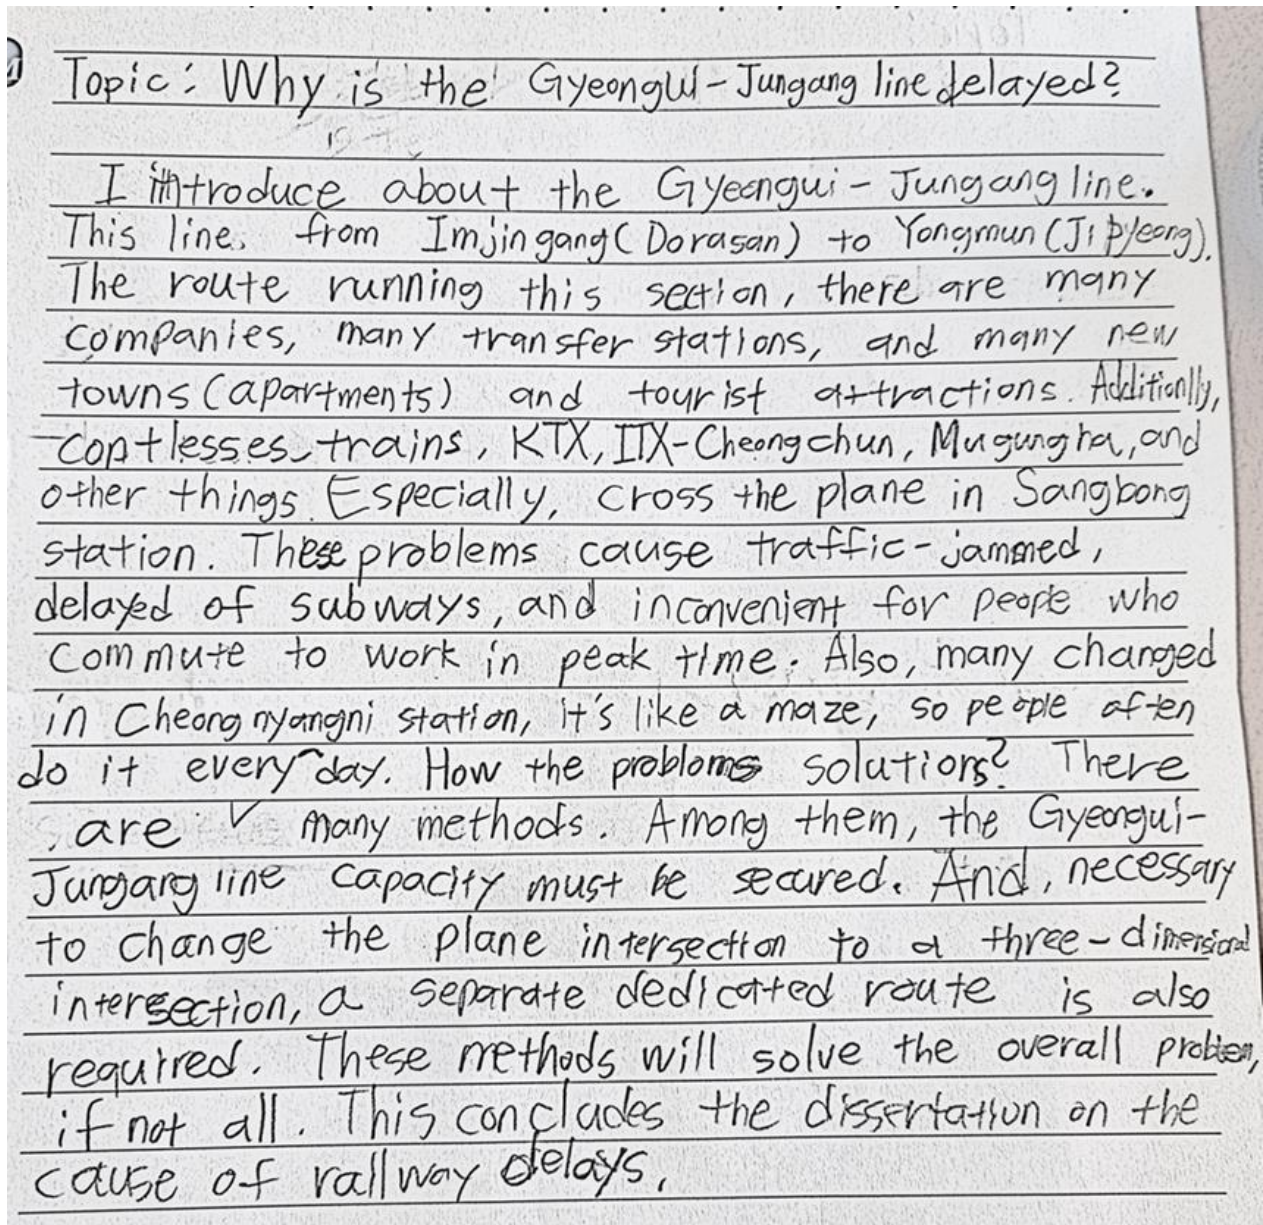 Topic: Why is the Gyeongui-Jungang line delayed?
I introduce about the Gyeongui-Jungang line.
This line. from Imjingang(Dorasan) to Yongmun(Jipyeong).
The route running this section, there are many
companies, many transfer stations, and many new
towns(apartments) and tourist attractions. Additionlly,
contlesses trains, KTX, ITX-Cheongchun, Mugungha, and
other things. Especially, cross the plane in Sangbong
station. These problems cause traffic-jammed,
delayed of subways, and inconvenient for people who
commute to work in peak time. Also, many changed
in Cheongnyangni station, it's like a maze, so people often
do it every day. How the problems solutions? There
are many methods. Among them, the Gyeongui-
Jungang line capacity must be secured. And, necessary
to change the plane intersection to a three-dimensional
intersection, a separate dedicated route is also
required. These methods will solve the overall problem,
if not all. This concludes the dissertation on the
cause of railway delays.